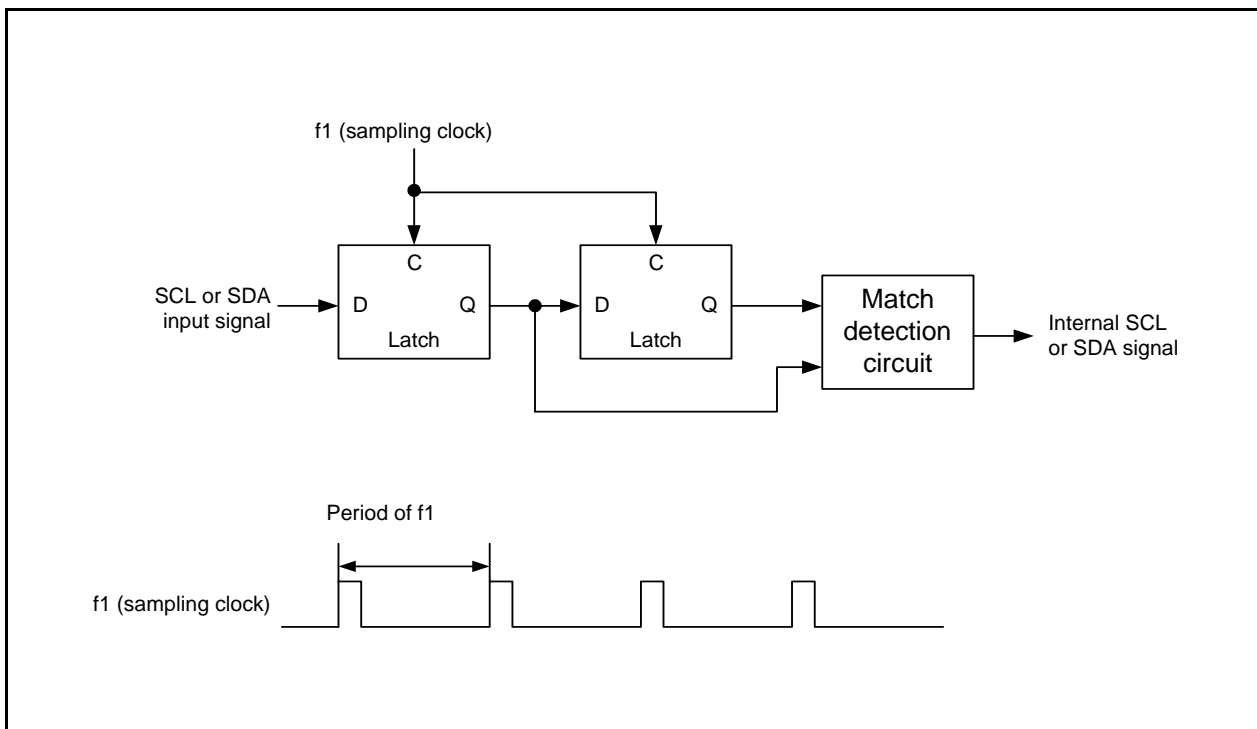 f1 (sampling clock)
C
C
SCL or SDA
input signal
D
Q
Latch
D
Q
Latch
Match
detection
circuit
Internal SCL
or SDA signal
Period of f1
f1 (sampling clock)